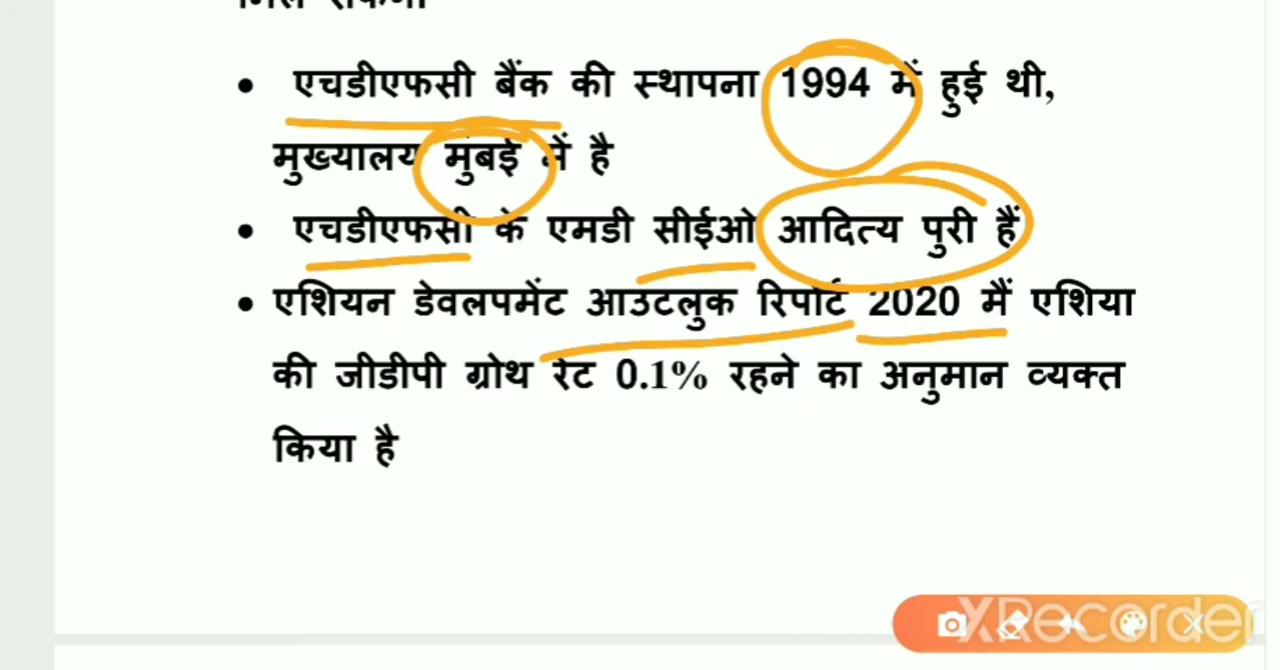 • एचडीएफसी बैंक की स्थापना 1994 में हुई थी,
मुख्यालय मुंबई में है
• एचडीएफसी के एमडी सीईओ आदित्य पुरी हैं
• एशियन डेवलपमेंट आउटलुक रिपोर्ट 2020 मैं एशिया
की जीडीपी ग्रोथ रेट 0.1% रहने का अनुमान व्यक्त
किया है
XRecorder